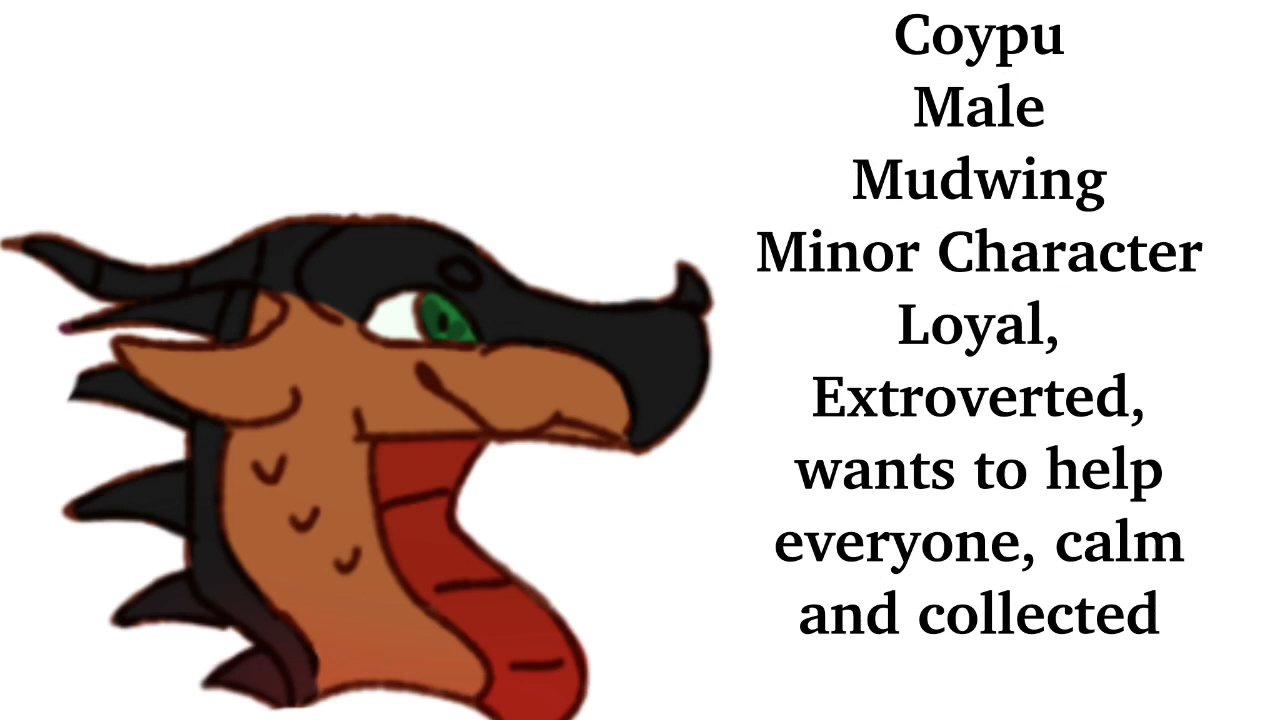 Coypu
Male
Mudwing
Minor Character
Loyal,
Extroverted,
wants to help
everyone, calm
and collected